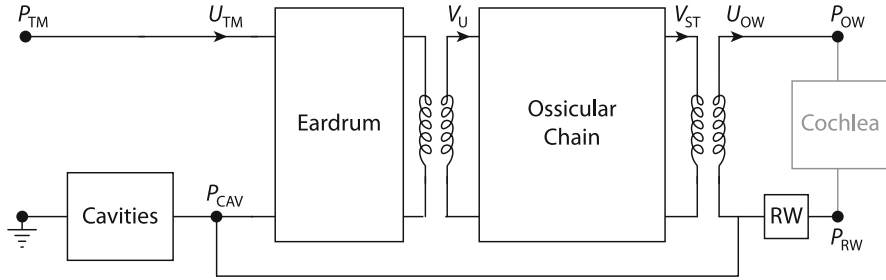 P_TM U_TM V_U V_ST U_OW P_OW
Eardrum
Ossicular
Chain
Cochlea
Cavities P_CAV RW P_RW